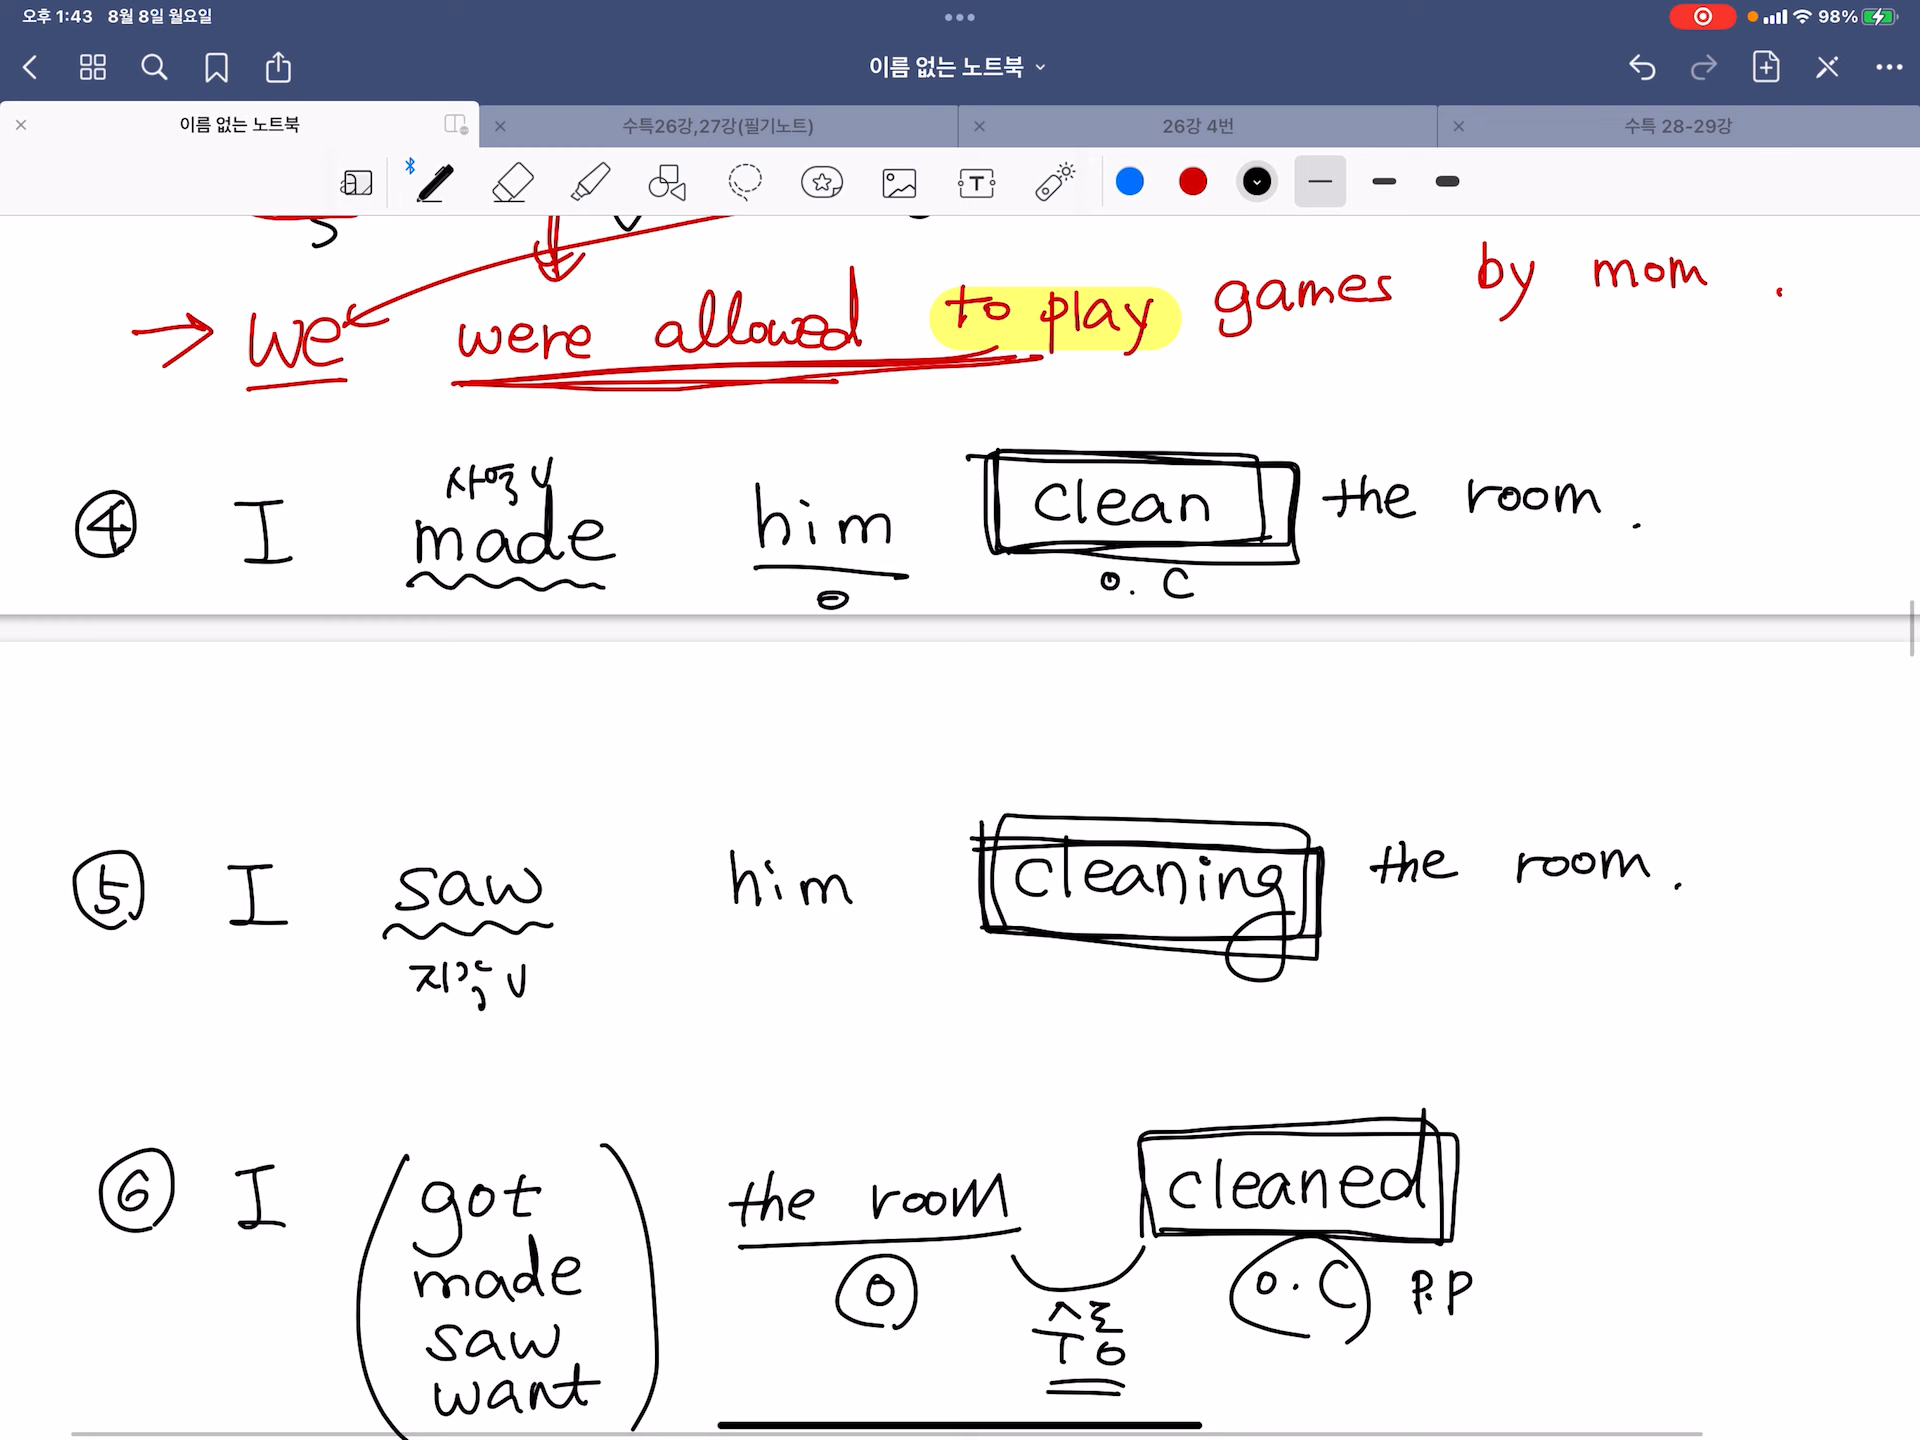 오후 1:43 8월 8일 월요일
98%
이름 없는 노트북
이름 없는 노트북
수특26강,27강(필기노트)
26강 4번
수특 28-29강
S
→ We were allowed to play games by mom .
사역 V
④ I made him clean the room .
O O.C
⑤ I saw him cleaning the room .
지각 V
⑥ I got the room cleaned
made O 수동 O.C P.P
saw
want